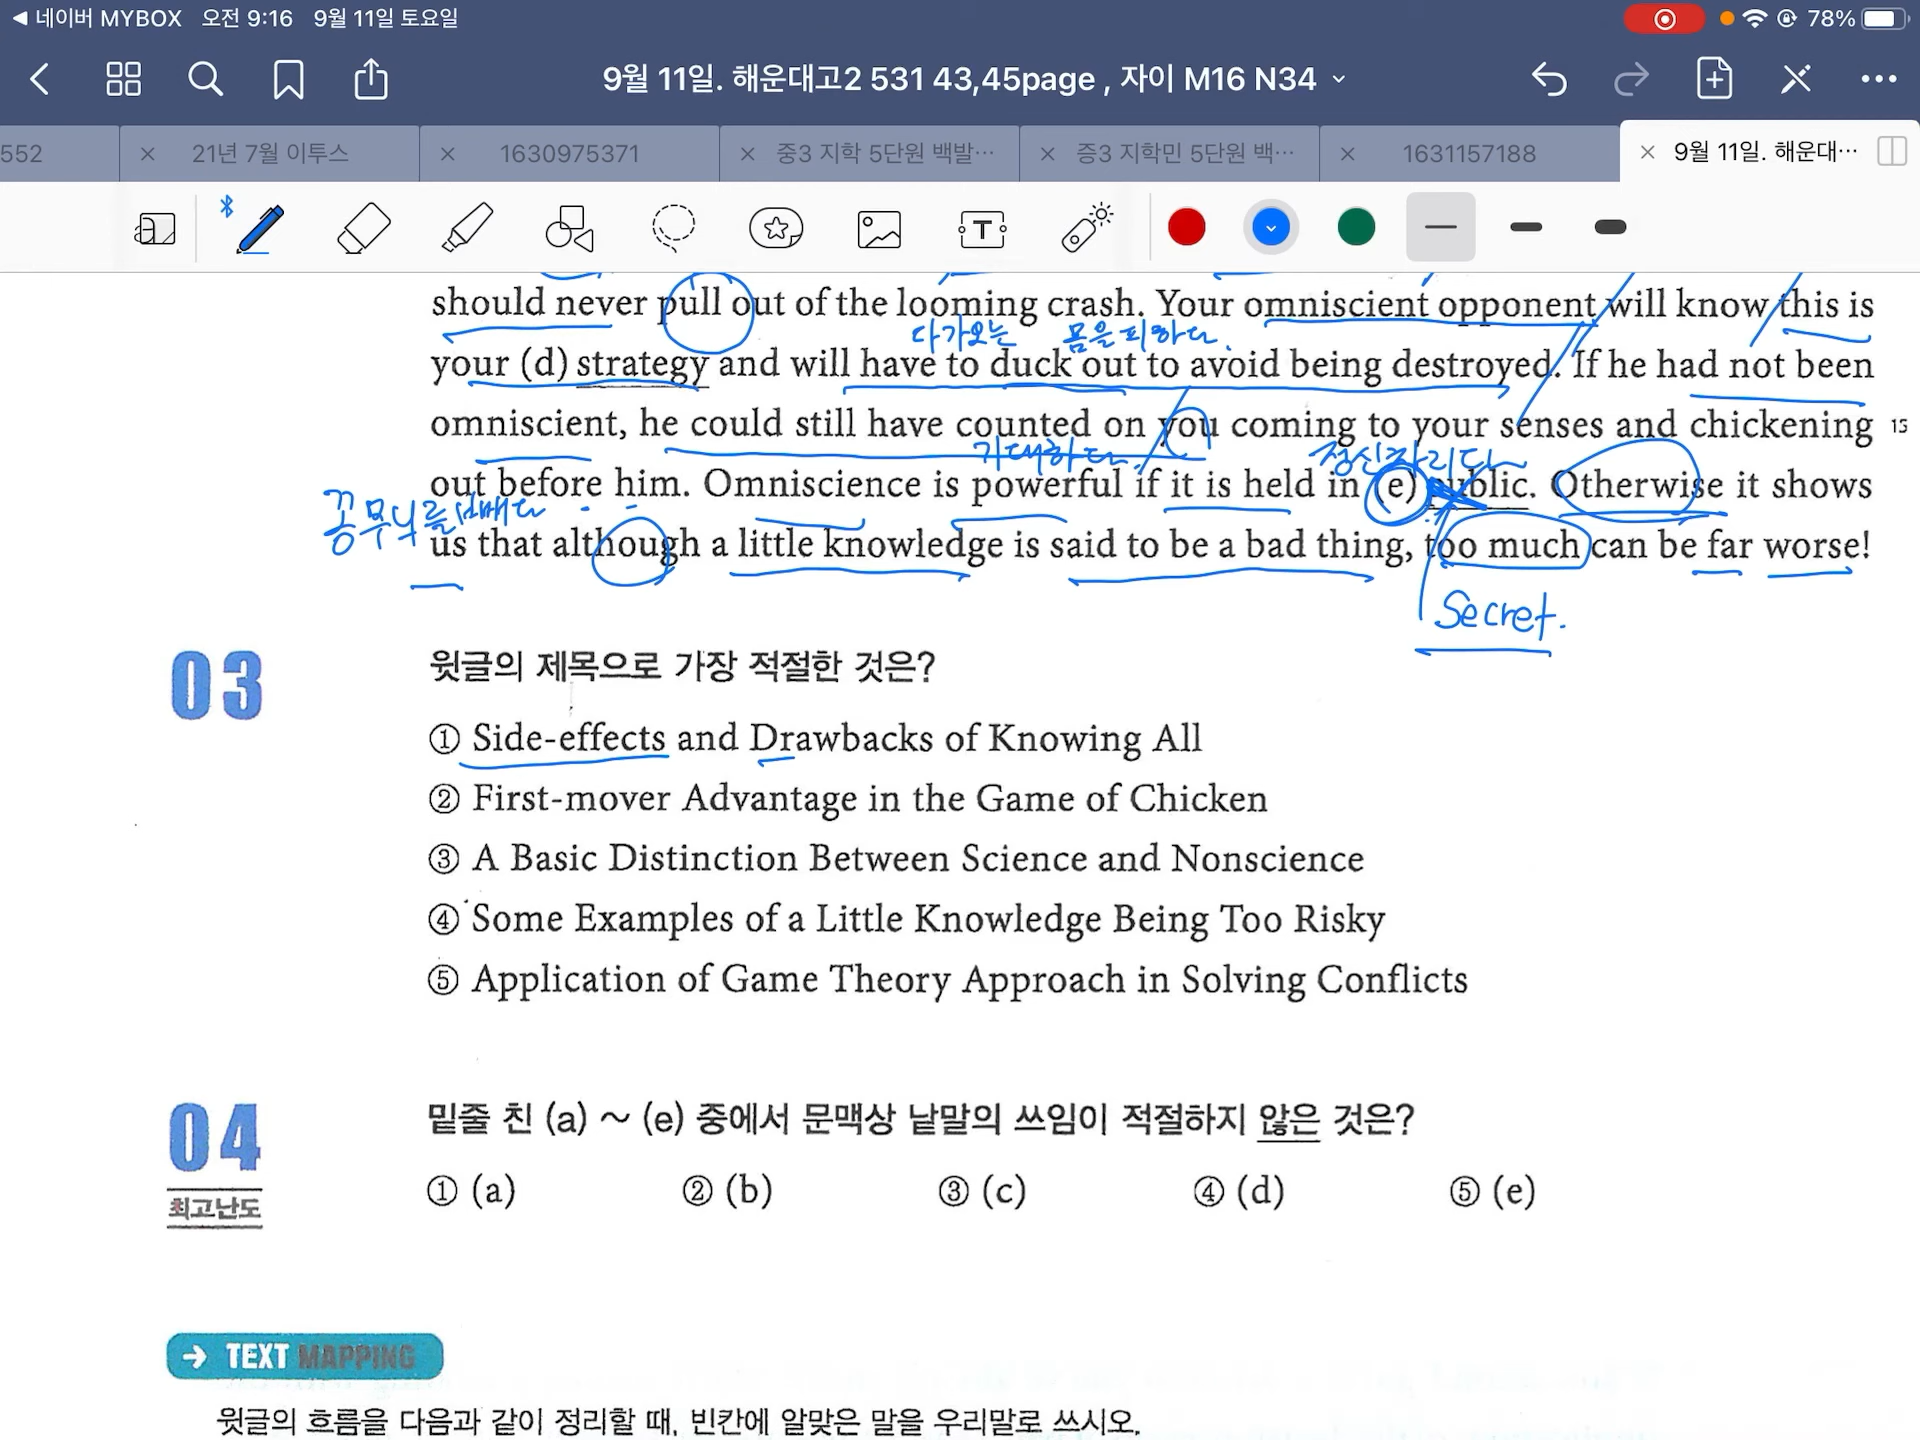 네이버 MYBOX 오전 9:16 9월 11일 토요일
78%
9월 11일. 해운대고2 531 43,45page , 자이 M16 N34
552
21년 7월 이투스
1630975371
중3 지학 5단원 백발…
증3 지학민 5단원 백…
1631157188
9월 11일. 해운대…
should never pull out of the looming crash. Your omniscient opponent will know this is
다가오는 몸을 피하다.
your (d) strategy and will have to duck out to avoid being destroyed. If he had not been
omniscient, he could still have counted on you coming to your senses and chickening 15
기대하다. 정신차리다
out before him. Omniscience is powerful if it is held in (e) public. Otherwise it shows
꽁무니를 빼다
us that although a little knowledge is said to be a bad thing, too much can be far worse!
Secret.
03
윗글의 제목으로 가장 적절한 것은?
① Side-effects and Drawbacks of Knowing All
② First-mover Advantage in the Game of Chicken
③ A Basic Distinction Between Science and Nonscience
④ Some Examples of a Little Knowledge Being Too Risky
⑤ Application of Game Theory Approach in Solving Conflicts
04
최고난도
밑줄 친 (a) ~ (e) 중에서 문맥상 낱말의 쓰임이 적절하지 않은 것은?
① (a) ② (b) ③ (c) ④ (d) ⑤ (e)
→ TEXT MAPPING
윗글의 흐름을 다음과 같이 정리할 때, 빈칸에 알맞은 말을 우리말로 쓰시오.